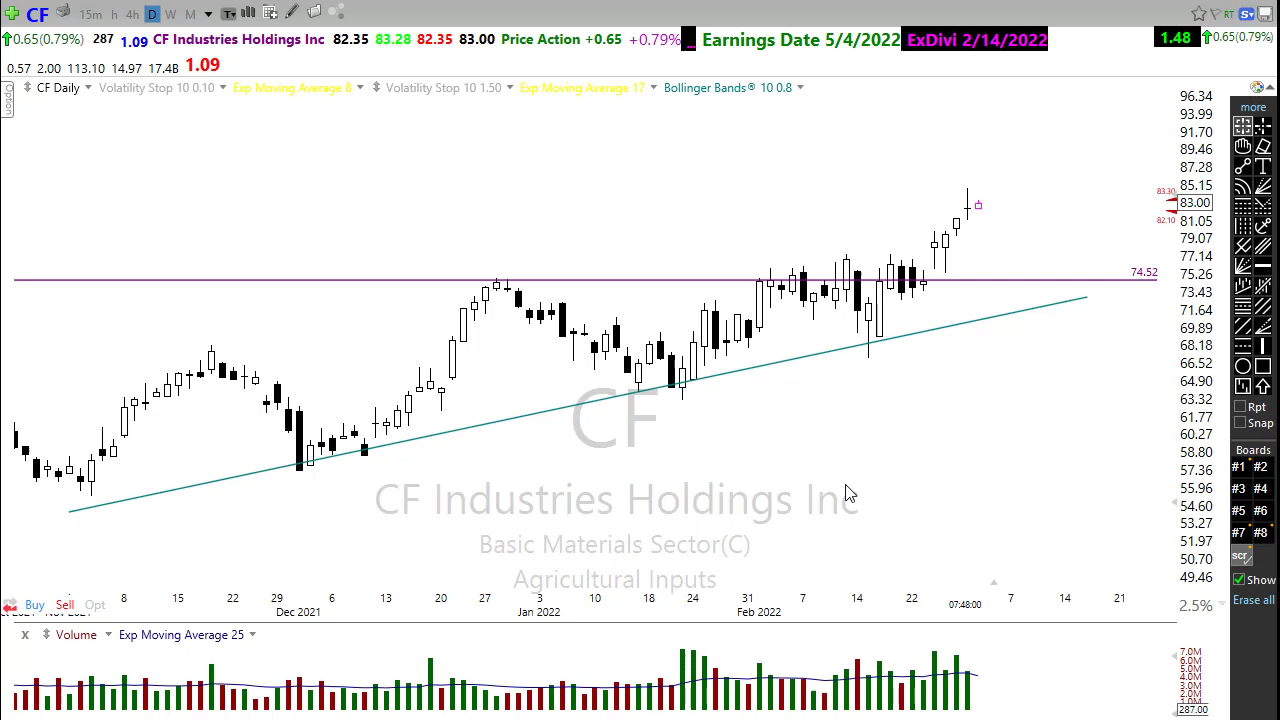 CF 15m h 4h D W M RT
0.65(0.79%) 287 1.09 CF Industries Holdings Inc 82.35 83.28 82.35 83.00 Price Action +0.65 +0.79% ... Earnings Date 5/4/2022 ExDivi 2/14/2022 1.48 0.65(0.79%)
0.57 2.00 113.10 14.97 17.4B 1.09
Option
CF Daily Volatility Stop 10 0.10 Exp Moving Average 8 Volatility Stop 10 1.50 Exp Moving Average 17 Bollinger Bands® 10 0.8
96.34
93.99
91.70
89.46
87.28
85.15
83.30
83.00
82.10
81.05
79.07
77.14
75.26
74.52
73.43
71.64
69.89
68.18
66.52
64.90
63.32
61.77
60.27
58.80
57.36
55.96
54.60
53.27
51.97
50.70
49.46
CF
CF Industries Holdings Inc
Basic Materials Sector(C)
Agricultural Inputs
more
T
Rpt
Snap
Boards
#1 #2
#3 #4
#5 #6
#7 #8
scr
Show
Erase all
Buy Sell Opt
8 15 22 29 6 13 20 27 3 10 18 24 31 7 14 22 07:48:00 7 14 21
Dec 2021 Jan 2022 Feb 2022
2.5%
x Volume Exp Moving Average 25
7.0M
6.0M
5.0M
4.0M
3.0M
2.0M
287.00